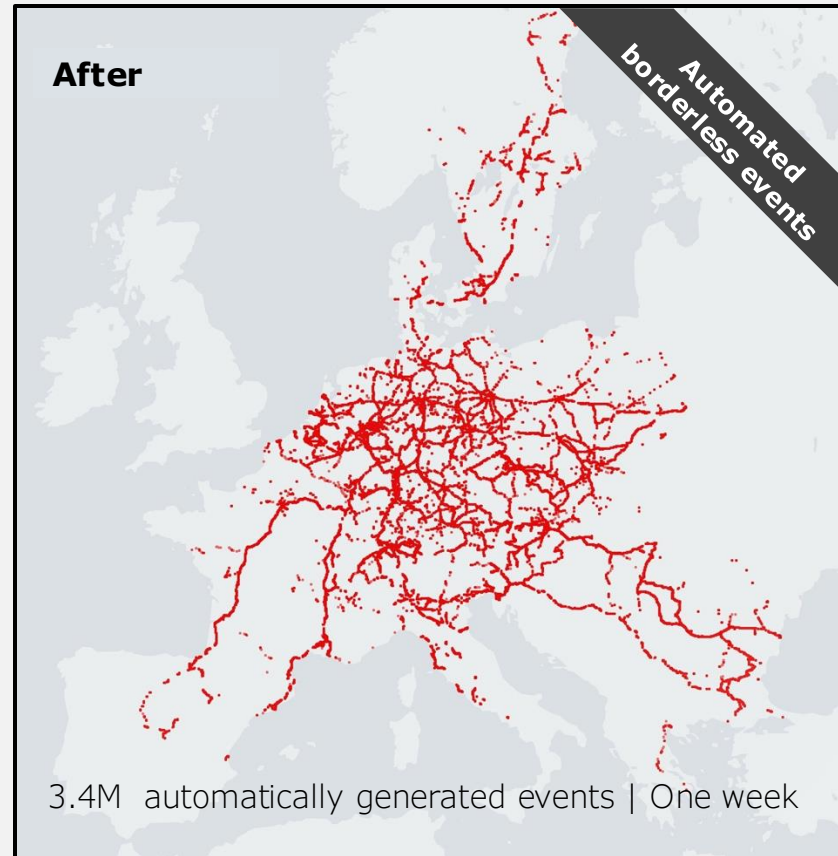 After
Automated
borderless events
3.4M automatically generated events | One week